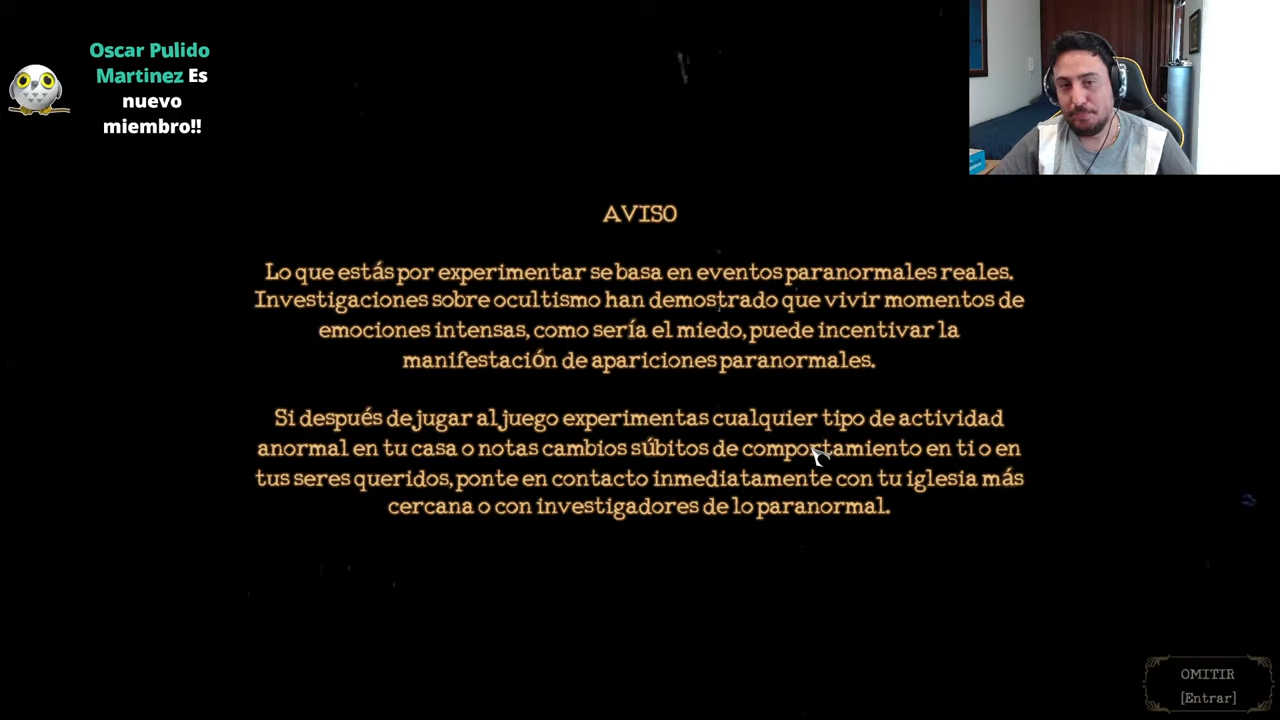 Oscar Pulido
Martinez Es
nuevo
miembro!!
AVISO
Lo que estás por experimentar se basa en eventos paranormales reales.
Investigaciones sobre ocultismo han demostrado que vivir momentos de
emociones intensas, como sería el miedo, puede incentivar la
manifestación de apariciones paranormales.
Si después de jugar al juego experimentas cualquier tipo de actividad
anormal en tu casa o notas cambios súbitos de comportamiento en ti o en
tus seres queridos, ponte en contacto inmediatamente con tu iglesia más
cercana o con investigadores de lo paranormal.
OMITIR
[Entrar]